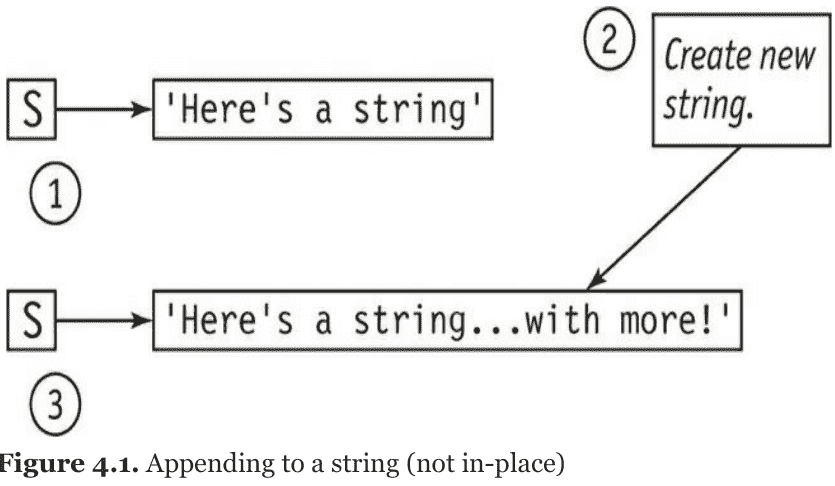 2
Create new
string.
S
'Here's a string'
1
S
'Here's a string...with more!'
3
Figure 4.1. Appending to a string (not in-place)